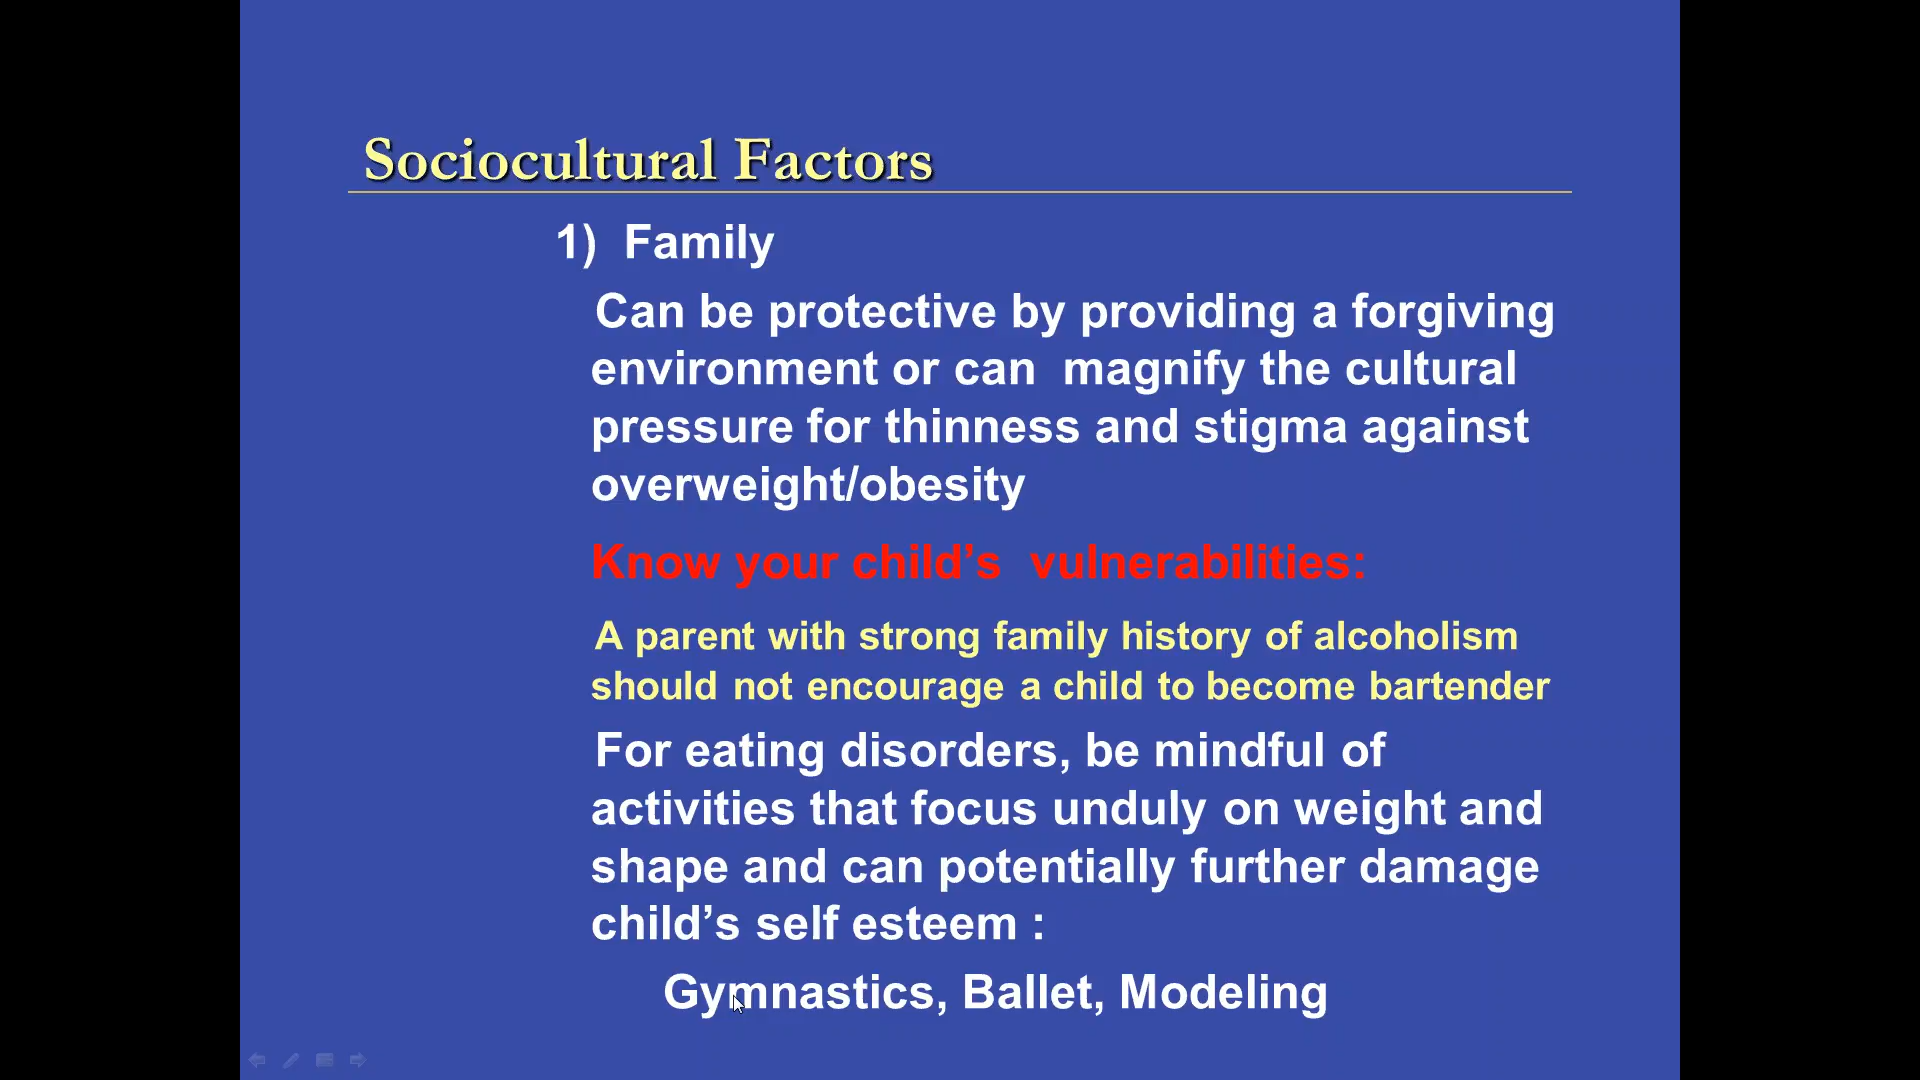 Sociocultural Factors
1) Family
Can be protective by providing a forgiving
environment or can magnify the cultural
pressure for thinness and stigma against
overweight/obesity
Know your child’s vulnerabilities:
A parent with strong family history of alcoholism
should not encourage a child to become bartender
For eating disorders, be mindful of
activities that focus unduly on weight and
shape and can potentially further damage
child’s self esteem :
Gymnastics, Ballet, Modeling